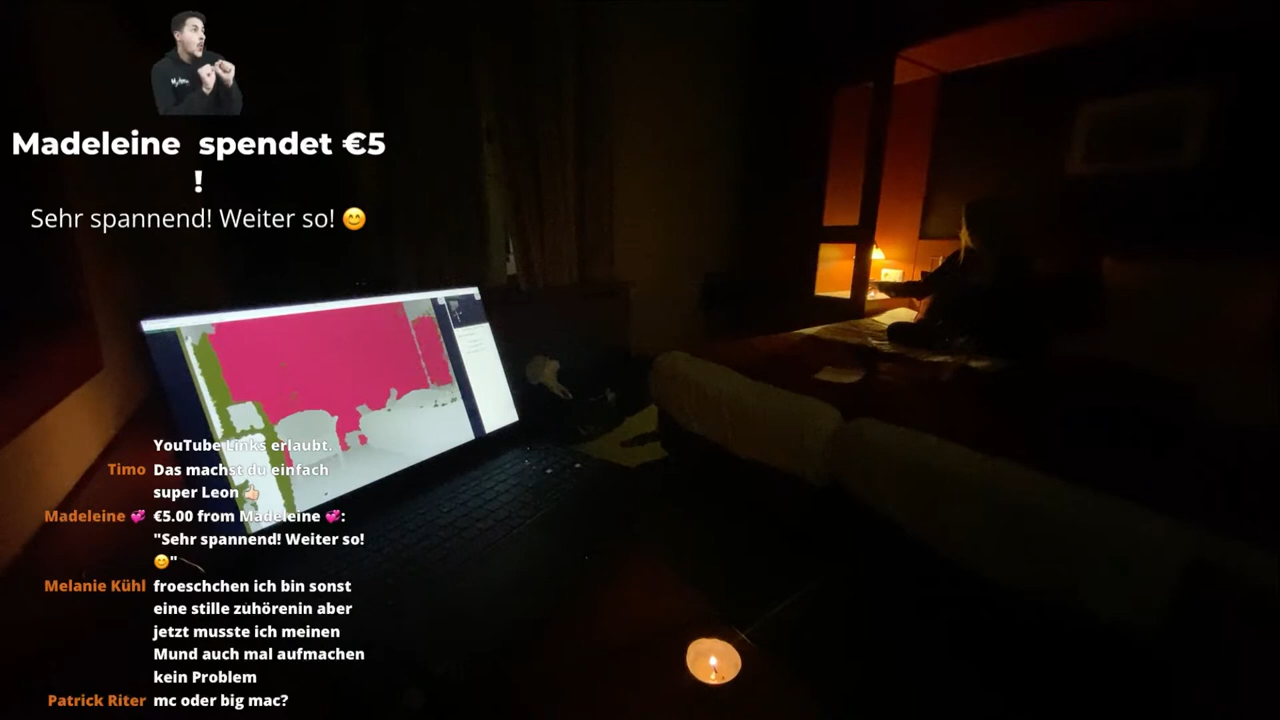 Madeleine spendet €5
!
Sehr spannend! Weiter so! 😊
YouTube Links erlaubt.
Timo Das machst du einfach
super Leon 👍🏻
Madeleine 💞 €5.00 from Madeleine 💞:
"Sehr spannend! Weiter so!
😊"
Melanie Kühl froeschchen ich bin sonst
eine stille zuhörenin aber
jetzt musste ich meinen
Mund auch mal aufmachen
kein Problem
Patrick Riter mc oder big mac?